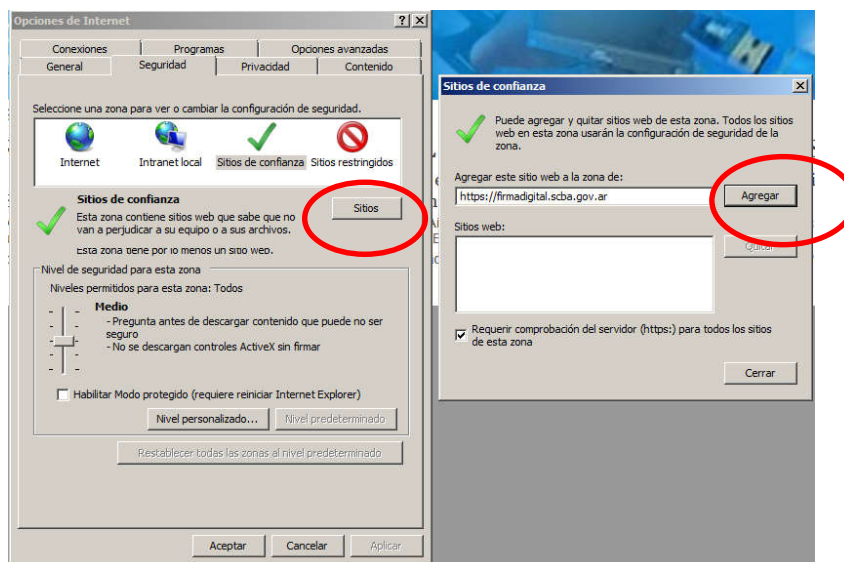 Opciones de Internet
Conexiones Programas Opciones avanzadas
General Seguridad Privacidad Contenido
Seleccione una zona para ver o cambiar la configuración de seguridad.
Internet Intranet local Sitios de confianza Sitios restringidos
Sitios de confianza
Sitios
Esta zona contiene sitios web que sabe que no
van a perjudicar a su equipo o a sus archivos.
Esta zona tiene por lo menos un sitio web.
Nivel de seguridad para esta zona
Niveles permitidos para esta zona: Todos
Medio
- Pregunta antes de descargar contenido que puede no ser
seguro
- No se descargan controles ActiveX sin firmar
Habilitar Modo protegido (requiere reiniciar Internet Explorer)
Nivel personalizado... Nivel predeterminado
Restablecer todas las zonas al nivel predeterminado
Aceptar Cancelar Aplicar
Sitios de confianza
Puede agregar y quitar sitios web de esta zona. Todos los sitios
web en esta zona usarán la configuración de seguridad de la
zona.
Agregar este sitio web a la zona de:
https://firmadigital.scba.gov.ar Agregar
Sitios web:
Quitar
Requerir comprobación del servidor (https:) para todos los sitios
de esta zona
Cerrar